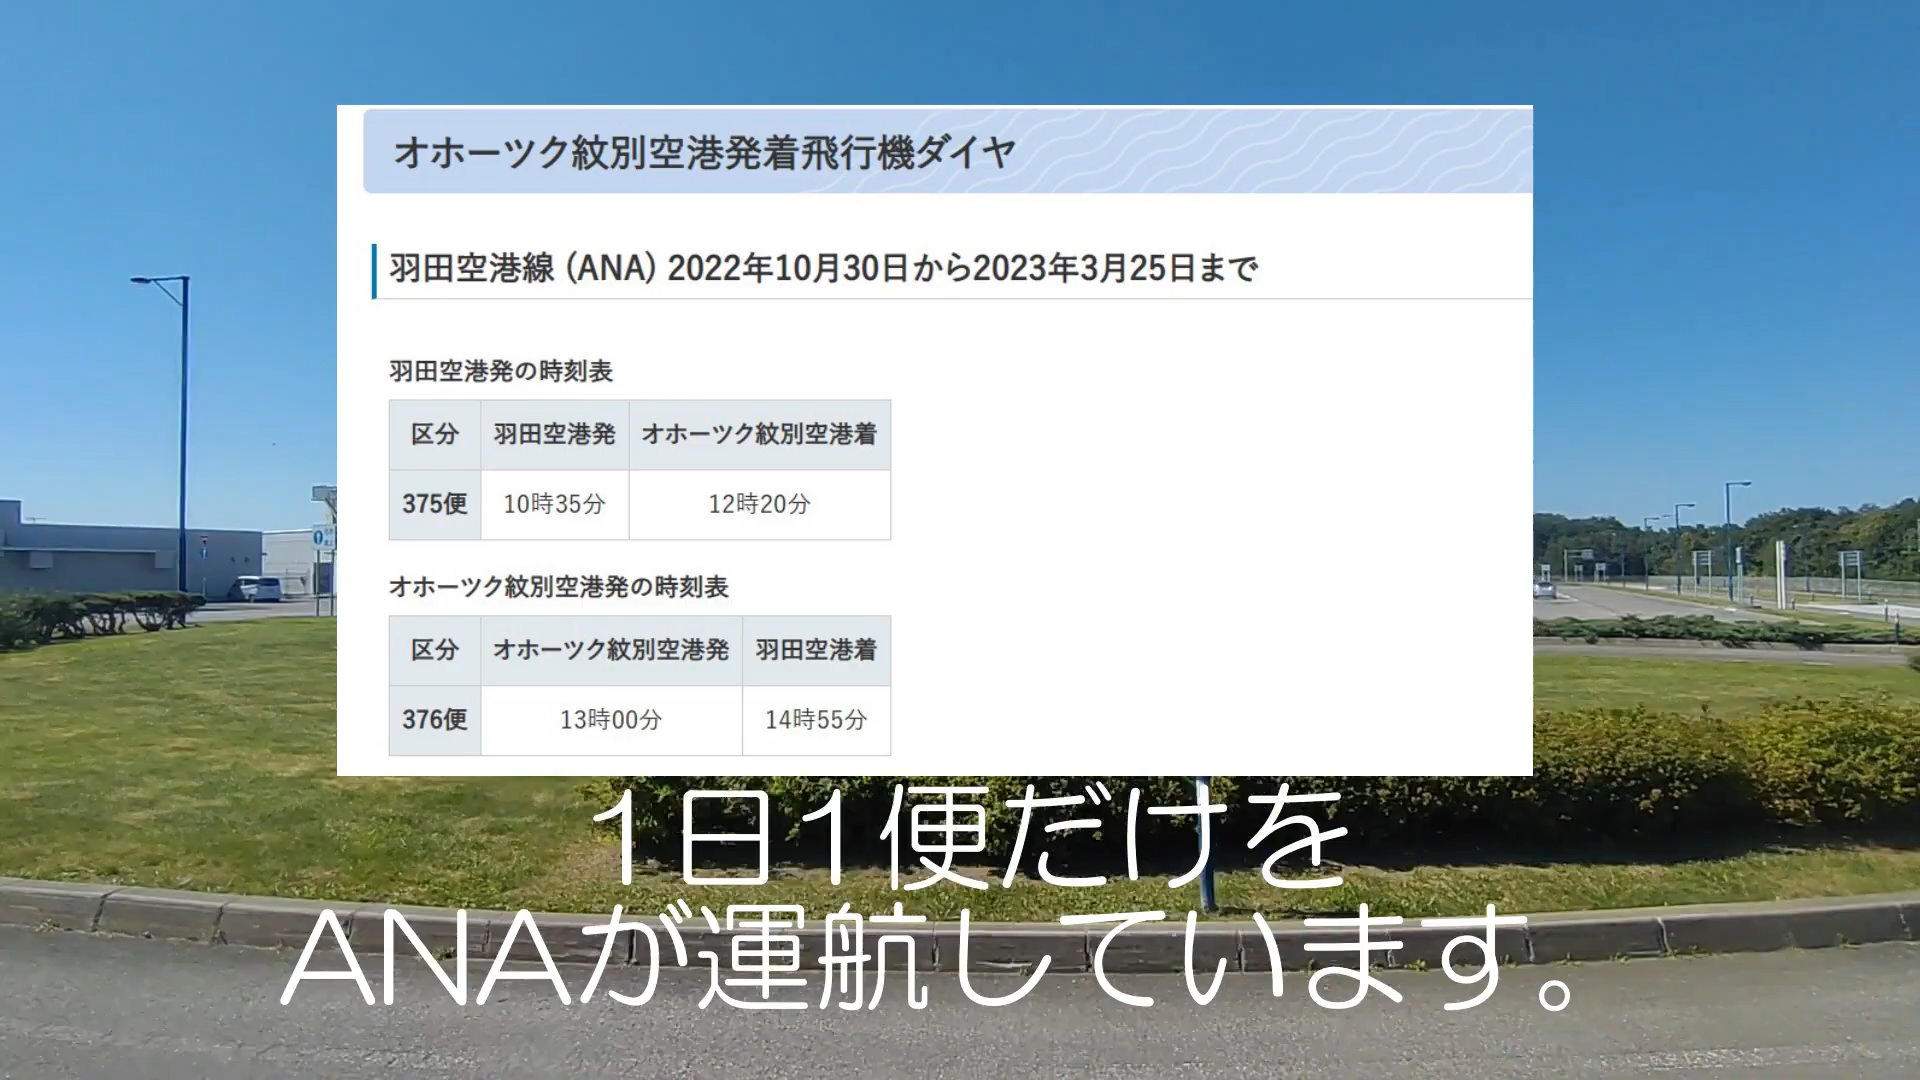 オホーツク紋別空港発着飛行機ダイヤ
羽田空港線 (ANA) 2022年10月30日から2023年3月25日まで
羽田空港発の時刻表
区分 羽田空港発 オホーツク紋別空港着
375便 10時35分 12時20分
オホーツク紋別空港発の時刻表
区分 オホーツク紋別空港発 羽田空港着
376便 13時00分 14時55分
1日1便だけを
ANAが運航しています。